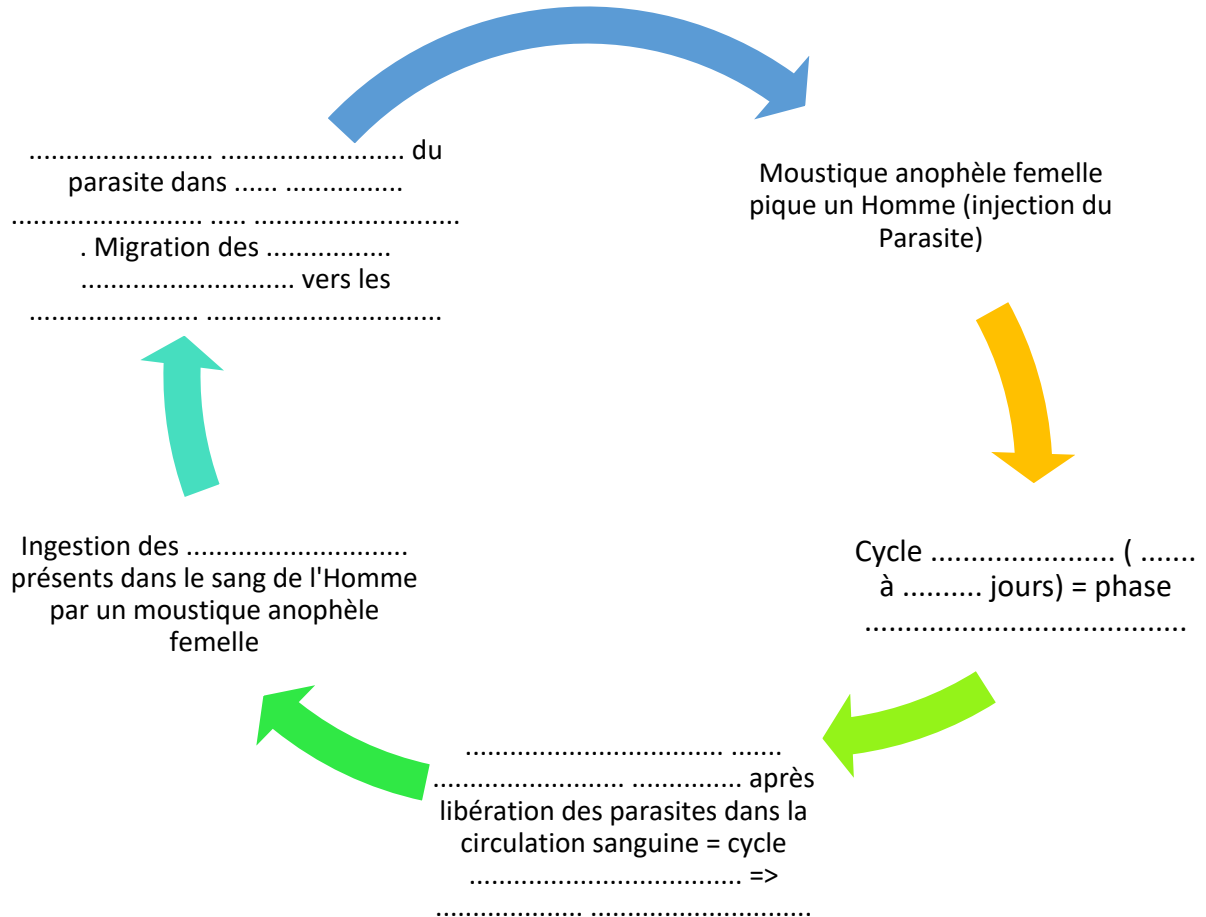 ......................... ......................... du
parasite dans ...... ................
.......................... ..... ............................
. Migration des .................
............................. vers les
....................... ................................
Moustique anophèle femelle
pique un Homme (injection du
Parasite)
Cycle ...................... ( .......
à .......... jours) = phase
.......................................
................................... .......
.......................... ............... après
libération des parasites dans la
circulation sanguine = cycle
..................................... =>
.................... ..............................
Ingestion des ..............................
présents dans le sang de l'Homme
par un moustique anophèle
femelle